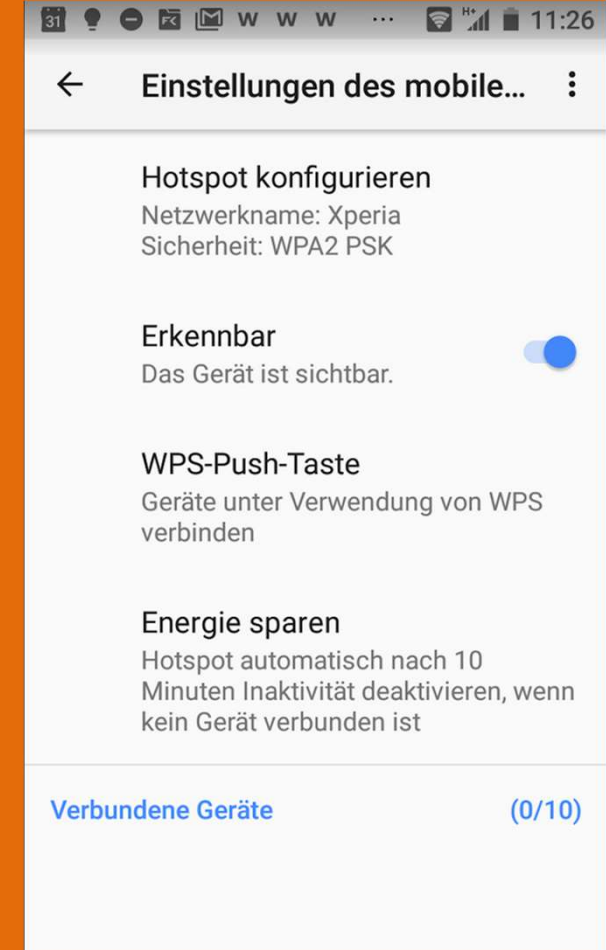 31 FK M W W W ... H+ 11:26
Einstellungen des mobile...
Hotspot konfigurieren
Netzwerkname: Xperia
Sicherheit: WPA2 PSK
Erkennbar
Das Gerät ist sichtbar.
WPS-Push-Taste
Geräte unter Verwendung von WPS
verbinden
Energie sparen
Hotspot automatisch nach 10
Minuten Inaktivität deaktivieren, wenn
kein Gerät verbunden ist
Verbundene Geräte (0/10)